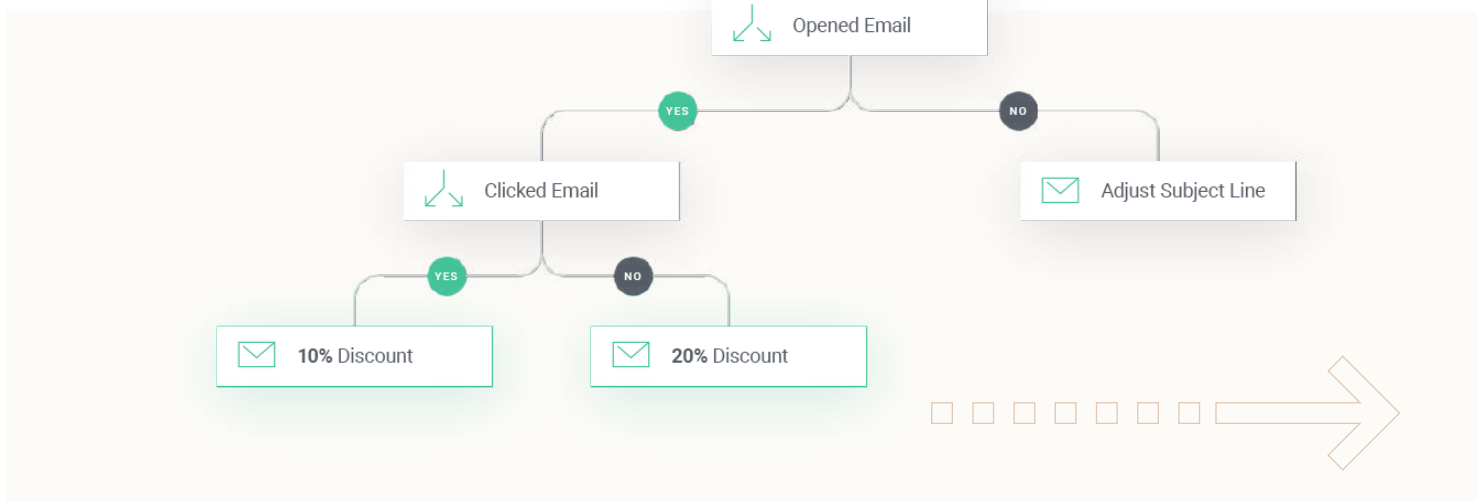 Opened Email
YES
NO
Clicked Email
Adjust Subject Line
YES
NO
10% Discount
20% Discount